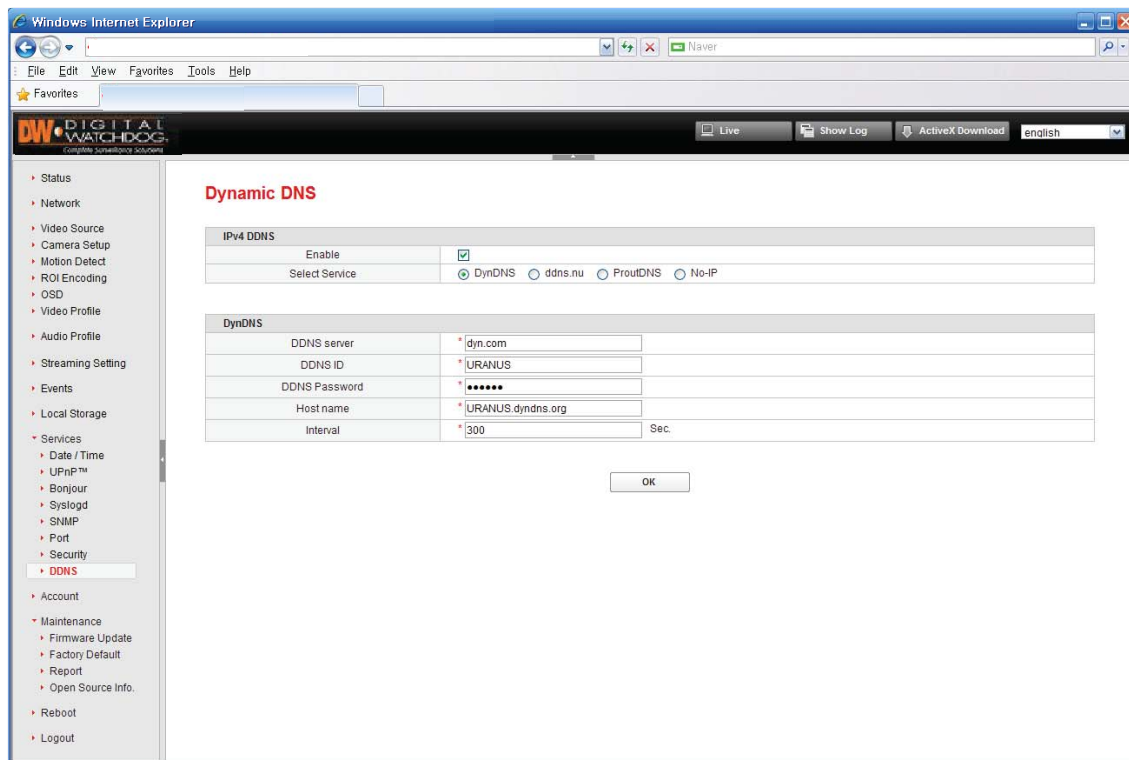 Windows Internet Explorer
Naver
File Edit View Favorites Tools Help
Favorites
DW DIGITAL WATCHDOG.
Complete Surveillance Solutions
Live Show Log ActiveX Download english
Status
Network
Video Source
Camera Setup
Motion Detect
ROI Encoding
OSD
Video Profile
Audio Profile
Streaming Setting
Events
Local Storage
Services
Date / Time
UPnP™
Bonjour
Syslogd
SNMP
Port
Security
DDNS
Account
Maintenance
Firmware Update
Factory Default
Report
Open Source Info.
Reboot
Logout
Dynamic DNS
IPv4 DDNS
Enable
Select Service DynDNS ddns.nu ProutDNS No-IP
DynDNS
DDNS server * dyn.com
DDNS ID * URANUS
DDNS Password * ••••••
Host name * URANUS.dyndns.org
Interval * 300 Sec.
OK